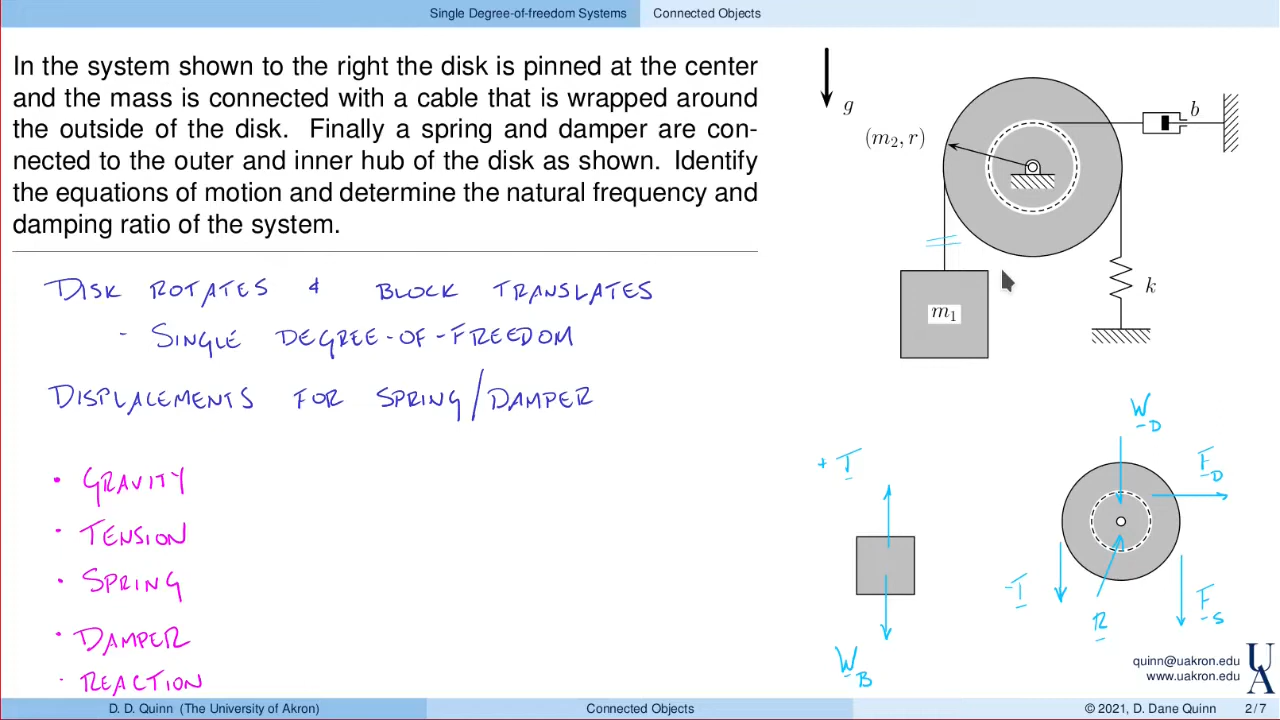 Single Degree-of-freedom Systems Connected Objects
In the system shown to the right the disk is pinned at the center
and the mass is connected with a cable that is wrapped around
the outside of the disk. Finally a spring and damper are con-
nected to the outer and inner hub of the disk as shown. Identify
the equations of motion and determine the natural frequency and
damping ratio of the system.
DISK ROTATES & BLOCK TRANSLATES
- SINGLE DEGREE-OF-FREEDOM
DISPLACEMENTS FOR SPRING/DAMPER
• GRAVITY
• TENSION
• SPRING
• DAMPER
• REACTION
g
(m₂, r)
b
k
m₁
+ T
W_B
W_D
F_D
-T
R
F_S
quinn@uakron.edu
www.uakron.edu
UA
D. D. Quinn (The University of Akron) Connected Objects © 2021, D. Dane Quinn 2/7